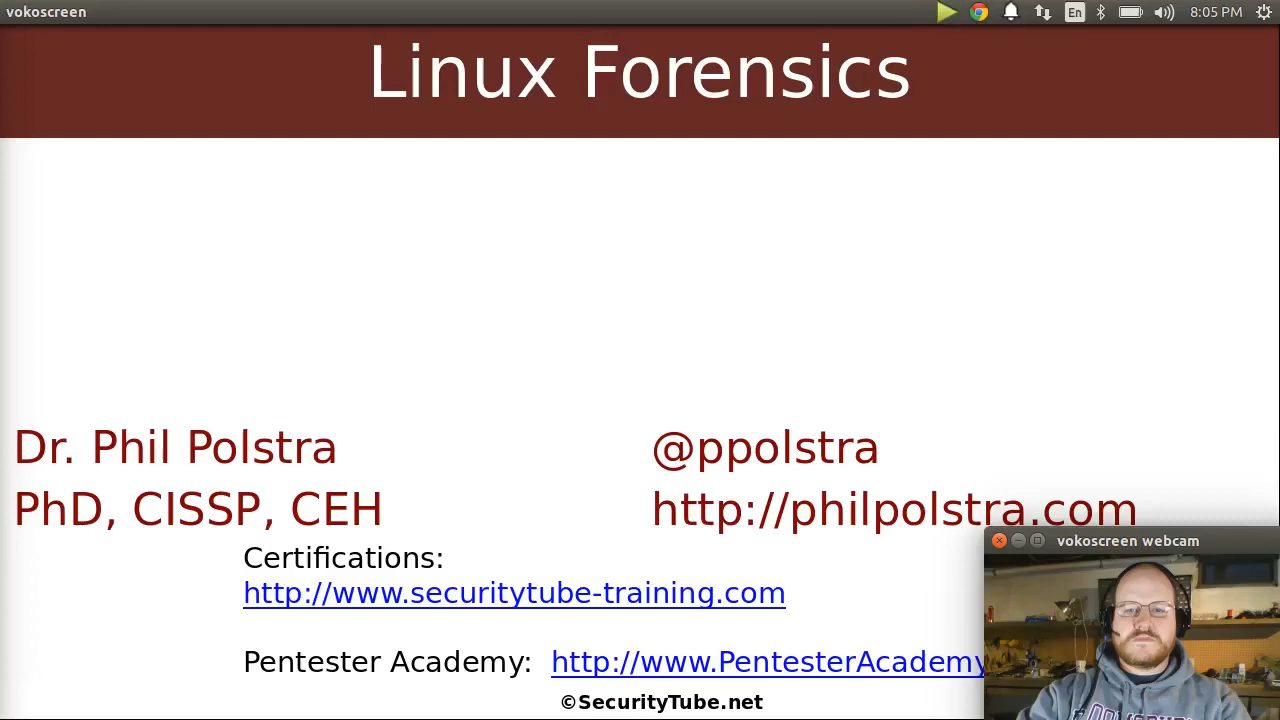 vokoscreen
En
8:05 PM
Linux Forensics
Dr. Phil Polstra
@ppolstra
PhD, CISSP, CEH
http://philpolstra.com
Certifications:
http://www.securitytube-training.com
Pentester Academy: http://www.PentesterAcademy
©SecurityTube.net
vokoscreen webcam